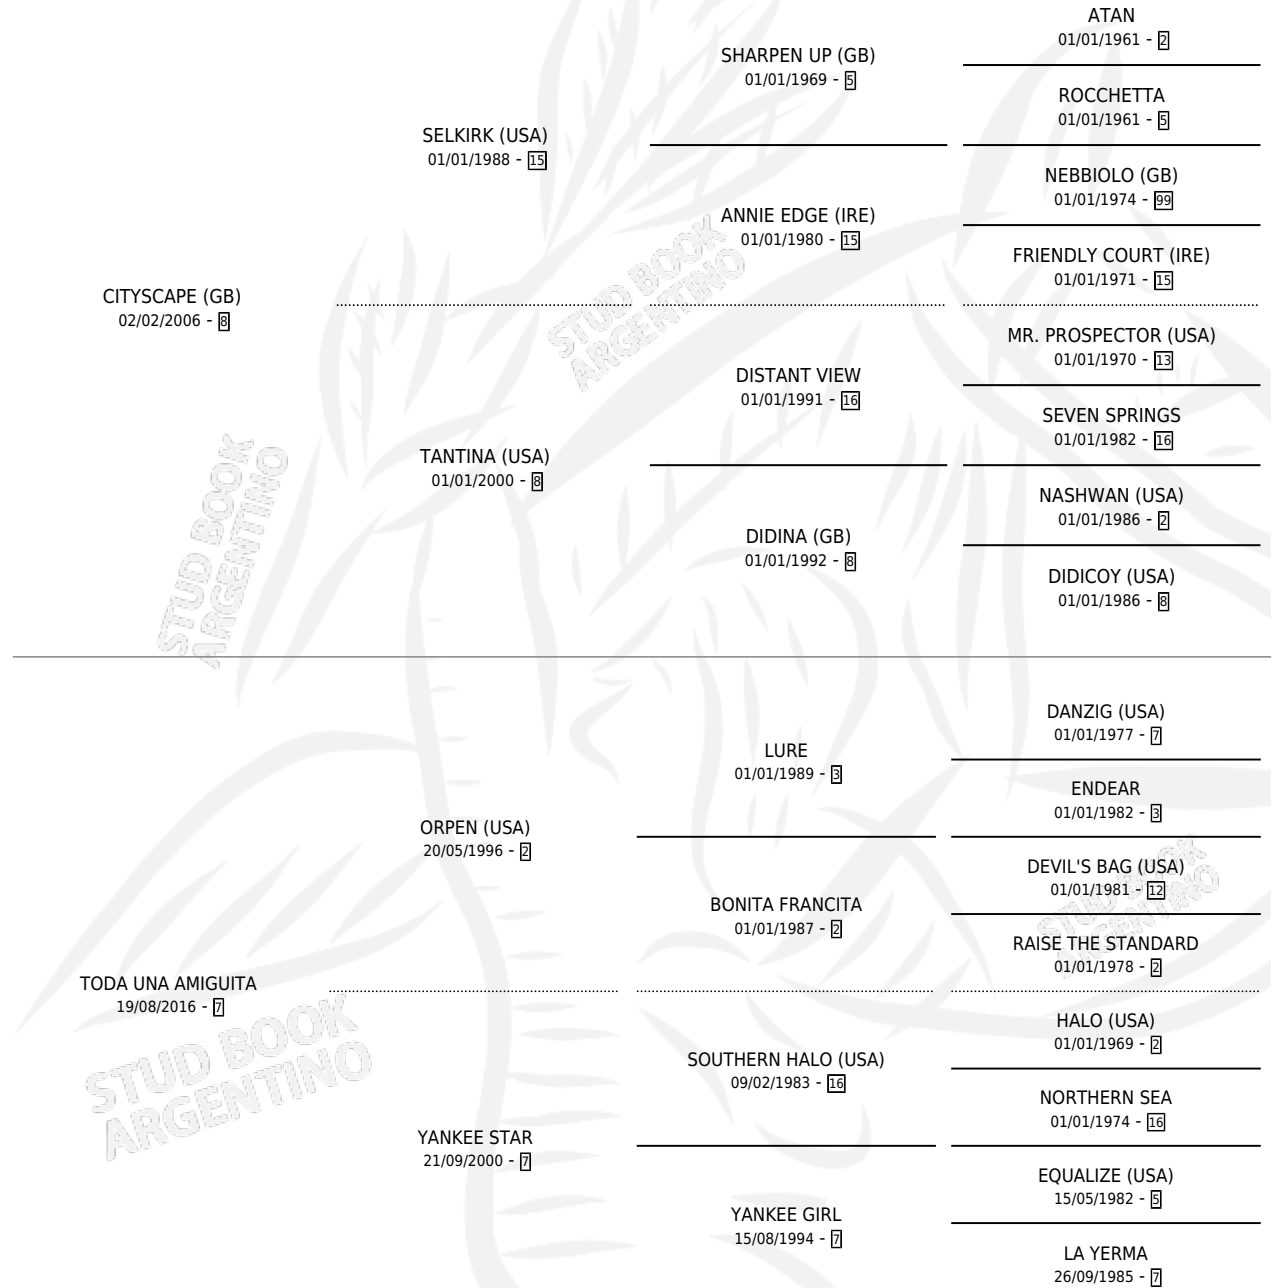 ATAN
01/01/1961 - 2
SHARPEN UP (GB)
01/01/1969 - 5
ROCCHETTA
01/01/1961 - 5
SELKIRK (USA)
01/01/1988 - 15
NEBBIOLO (GB)
01/01/1974 - 99
ANNIE EDGE (IRE)
01/01/1980 - 15
FRIENDLY COURT (IRE)
01/01/1971 - 15
CITYSCAPE (GB)
02/02/2006 - 8
MR. PROSPECTOR (USA)
01/01/1970 - 13
DISTANT VIEW
01/01/1991 - 16
SEVEN SPRINGS
01/01/1982 - 16
TANTINA (USA)
01/01/2000 - 8
NASHWAN (USA)
01/01/1986 - 2
DIDINA (GB)
01/01/1992 - 8
DIDICOY (USA)
01/01/1986 - 8
DANZIG (USA)
01/01/1977 - 7
LURE
01/01/1989 - 3
ENDEAR
01/01/1982 - 3
ORPEN (USA)
20/05/1996 - 2
DEVIL'S BAG (USA)
01/01/1981 - 12
BONITA FRANCITA
01/01/1987 - 2
RAISE THE STANDARD
01/01/1978 - 2
TODA UNA AMIGUITA
19/08/2016 - 7
HALO (USA)
01/01/1969 - 2
SOUTHERN HALO (USA)
09/02/1983 - 16
NORTHERN SEA
01/01/1974 - 16
YANKEE STAR
21/09/2000 - 7
EQUALIZE (USA)
15/05/1982 - 5
YANKEE GIRL
15/08/1994 - 7
LA YERMA
26/09/1985 - 7
STUD BOOK
ARGENTINO
STUD BOOK
ARGENTINO
STUD BOOK
ARGENTINO
STUD BOOK
ARGENTINO